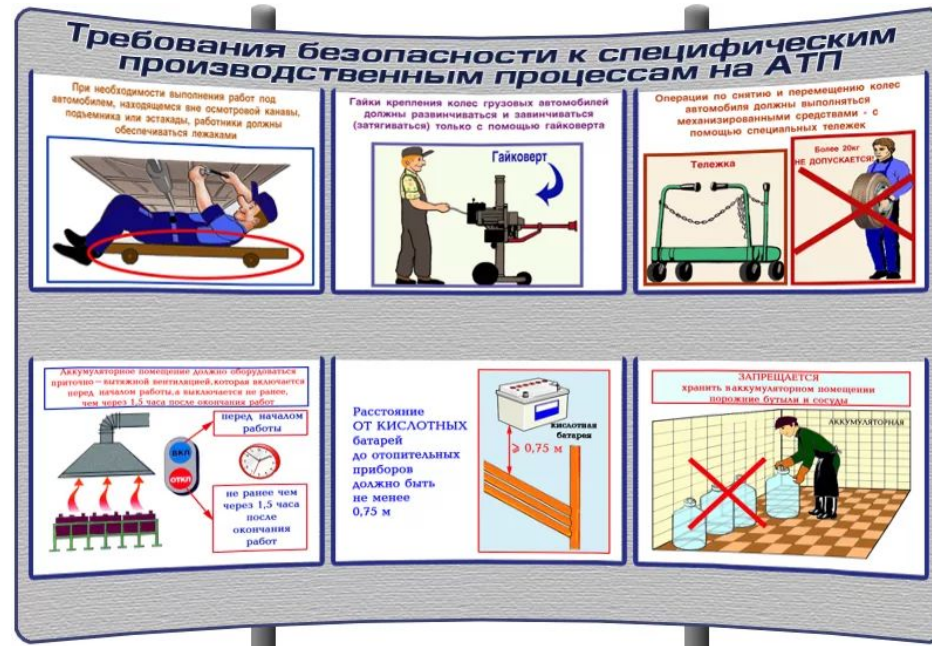 Требования безопасности к специфическим
производственным процессам на АТП
При необходимости выполнения работ под
автомобилем, находящемся вне осмотровой канавы,
подъемника или эстакады, работники должны
обеспечиваться лежаками
Гайки крепления колес грузовых автомобилей
должны развинчиваться и завинчиваться
(затягиваться) только с помощью гайковерта
Гайковерт
Операции по снятию и перемещению колес
автомобиля должны выполняться
механизированными средствами - с
помощью специальных тележек
Тележка
Более 20кг
НЕ ДОПУСКАЕТСЯ!
Аккумуляторное помещение должно оборудоваться
приточно-вытяжной вентиляцией,которая включается
перед началом работы,а выключается не ранее,
чем через 1,5 часа после окончания работ
перед началом
работы
ВКЛ
ОТКЛ
не ранее чем
через 1,5 часа
после
окончания
работ
Расстояние
ОТ КИСЛОТНЫХ
батарей
до отопительных
приборов
должно быть
не менее
0,75 м
кислотная
батарея
⩾ 0,75 м
ЗАПРЕЩАЕТСЯ
хранить ваккумуляторном помещении
порожние бутыли и сосуды
АККУМУЛЯТОРНАЯ